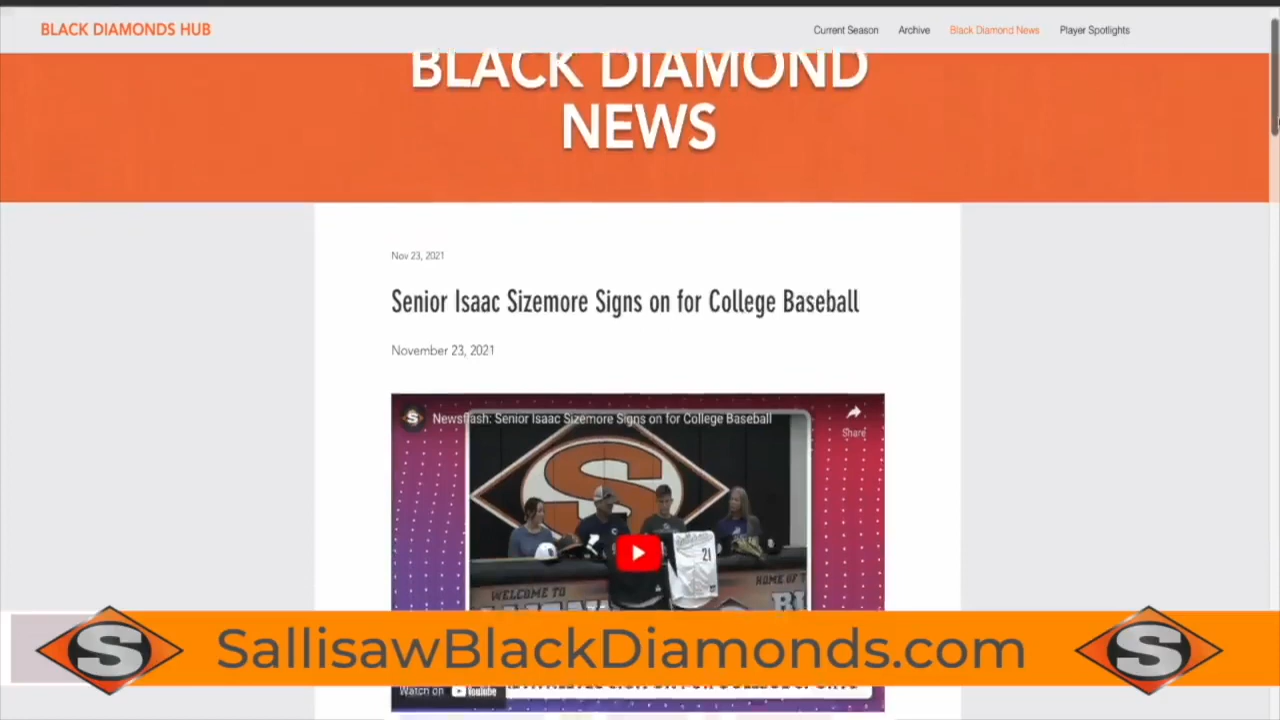 BLACK DIAMONDS HUB
Current Season Archive Black Diamond News Player Spotlights
BLACK DIAMOND
NEWS
Nov 23, 2021
Senior Isaac Sizemore Signs on for College Baseball
November 23, 2021
S Newsflash: Senior Isaac Sizemore Signs on for College Baseball
Share
S
21
WELCOME TO
HOME OF T
S SallisawBlackDiamonds.com S
Watch on YouTube